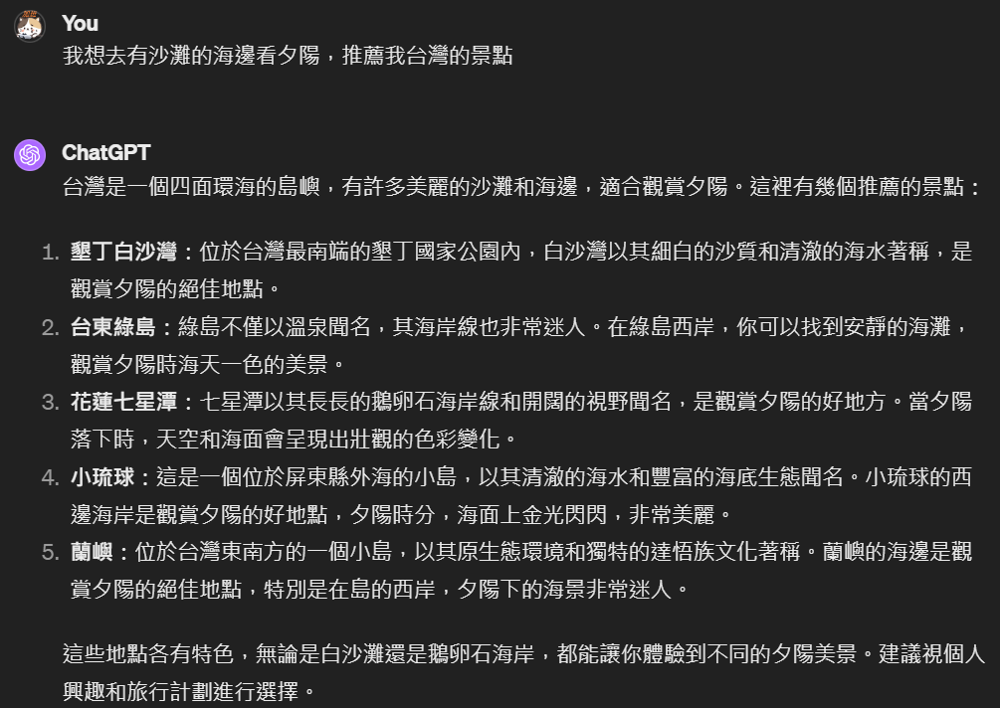 You
我想去有沙灘的海邊看夕陽，推薦我台灣的景點
ChatGPT
台灣是一個四面環海的島嶼，有許多美麗的沙灘和海邊，適合觀賞夕陽。這裡有幾個推薦的景點：
1. 墾丁白沙灣：位於台灣最南端的墾丁國家公園內，白沙灣以其細白的沙質和清澈的海水著稱，是
觀賞夕陽的絕佳地點。
2. 台東綠島：綠島不僅以溫泉聞名，其海岸線也非常迷人。在綠島西岸，你可以找到安靜的海灘，
觀賞夕陽時海天一色的美景。
3. 花蓮七星潭：七星潭以其長長的鵝卵石海岸線和開闊的視野聞名，是觀賞夕陽的好地方。當夕陽
落下時，天空和海面會呈現出壯觀的色彩變化。
4. 小琉球：這是一個位於屏東縣外海的小島，以其清澈的海水和豐富的海底生態聞名。小琉球的西
邊海岸是觀賞夕陽的好地點，夕陽時分，海面上金光閃閃，非常美麗。
5. 蘭嶼：位於台灣東南方的一個小島，以其原生態環境和獨特的達悟族文化著稱。蘭嶼的海邊是觀
賞夕陽的絕佳地點，特別是在島的西岸，夕陽下的海景非常迷人。
這些地點各有特色，無論是白沙灘還是鵝卵石海岸，都能讓你體驗到不同的夕陽美景。建議視個人
興趣和旅行計劃進行選擇。